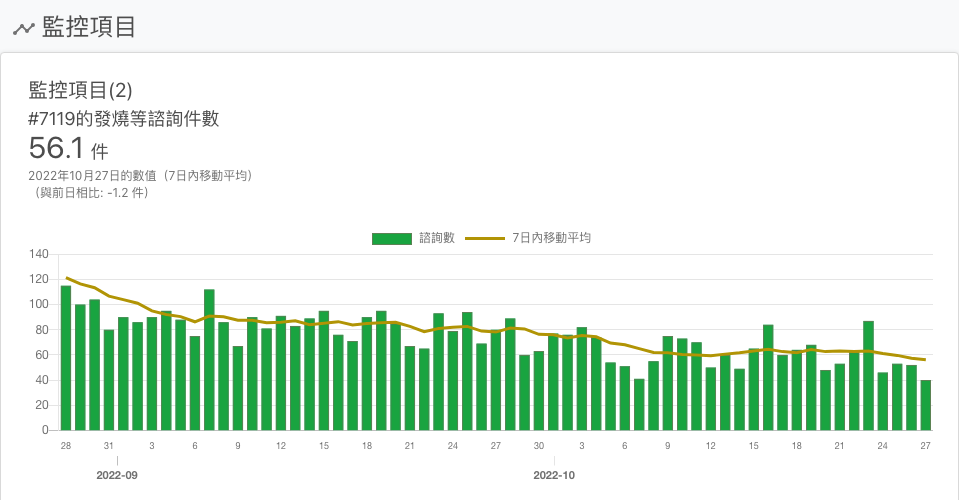 監控項目
監控項目(2)
#7119的發燒等諮詢件數
56.1 件
2022年10月27日的數值（7日內移動平均）
（與前日相比: -1.2 件）
諮詢數 7日內移動平均
140
120
100
80
60
40
20
0
28 31 3 6 9 12 15 18 21 24 27 30 3 6 9 12 15 18 21 24 27
2022-09 2022-10